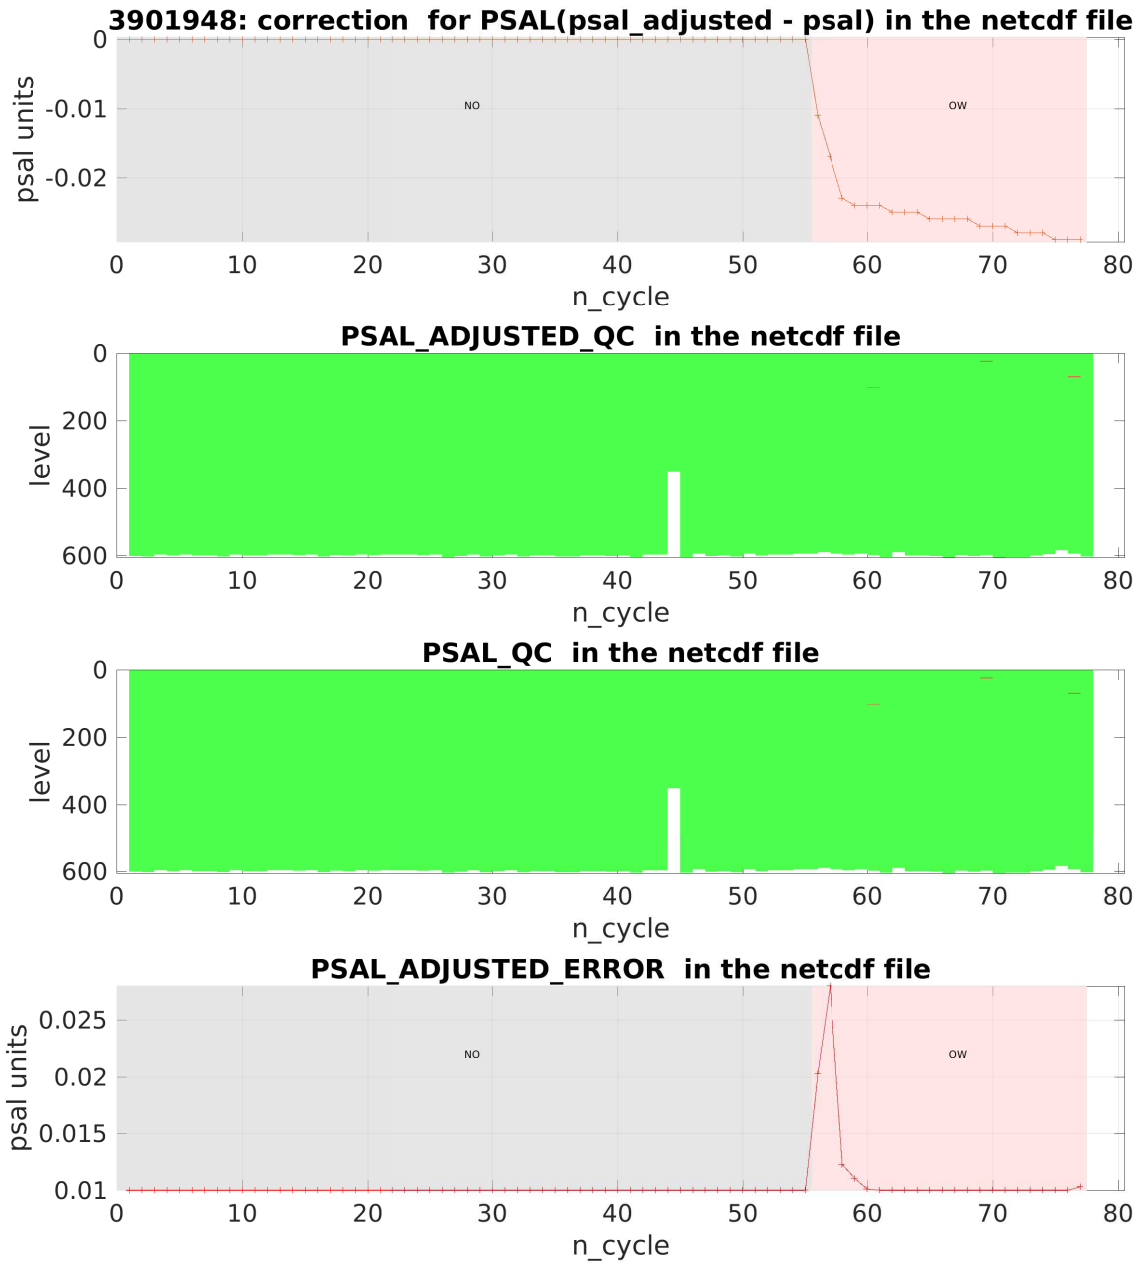 3901948: correction  for PSAL(psal_adjusted - psal) in the netcdf file
0
-0.01
-0.02
psal units
NO
OW
0 10 20 30 40 50 60 70 80
n_cycle
PSAL_ADJUSTED_QC  in the netcdf file
0
200
400
600
level
0 10 20 30 40 50 60 70 80
n_cycle
PSAL_QC  in the netcdf file
0
200
400
600
level
0 10 20 30 40 50 60 70 80
n_cycle
PSAL_ADJUSTED_ERROR  in the netcdf file
0.025
0.02
0.015
0.01
psal units
NO
OW
0 10 20 30 40 50 60 70 80
n_cycle